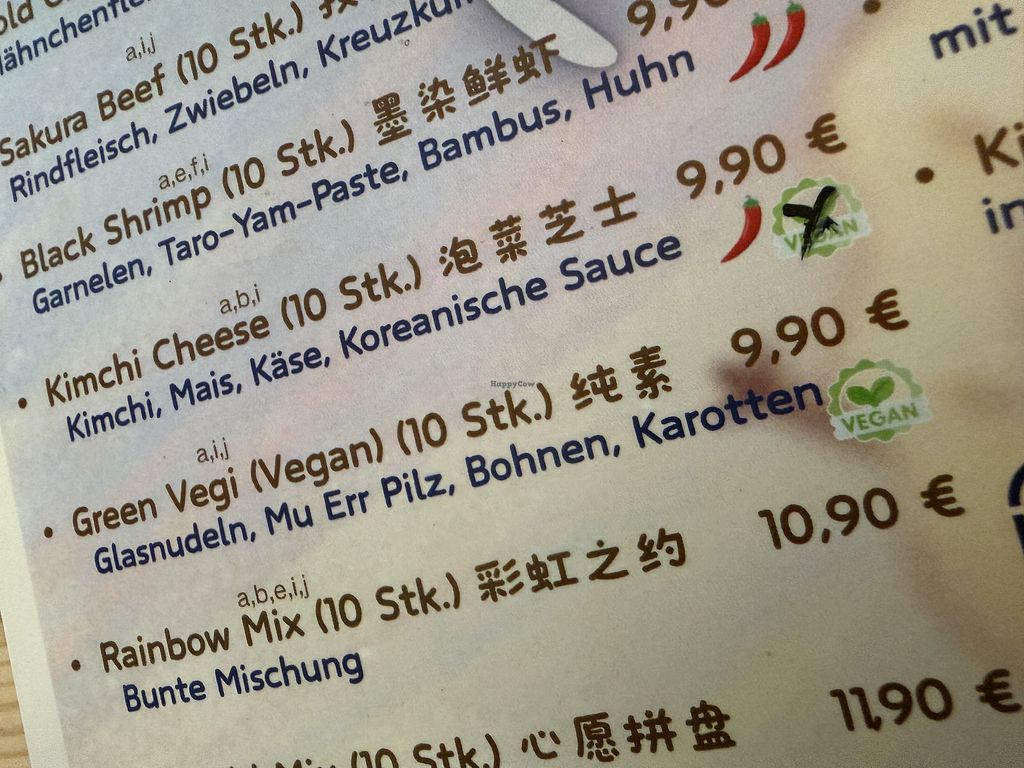 a,i,j
Sakura Beef (10 Stk.)
Rindfleisch, Zwiebeln,
9,90
a,e,f,i
Black Shrimp (10 Stk.) 墨染鲜虾
Garnelen, Taro-Yam-Paste, Bambus, Huhn
mit
9,90 €
a,b,i
Kimchi Cheese (10 Stk.) 泡菜芝士
Kimchi, Mais, Käse, Koreanische Sauce
VEGAN
9,90 €
a,i,j
Green Vegi (Vegan) (10 Stk.) 纯素
Glasnudeln, Mu Err Pilz, Bohnen, Karotten
VEGAN
10,90 €
a,b,e,i,j
Rainbow Mix (10 Stk.) 彩虹之约
Bunte Mischung
11,90 €
Mix (10 Stk.) 心愿拼盘
HappyCow